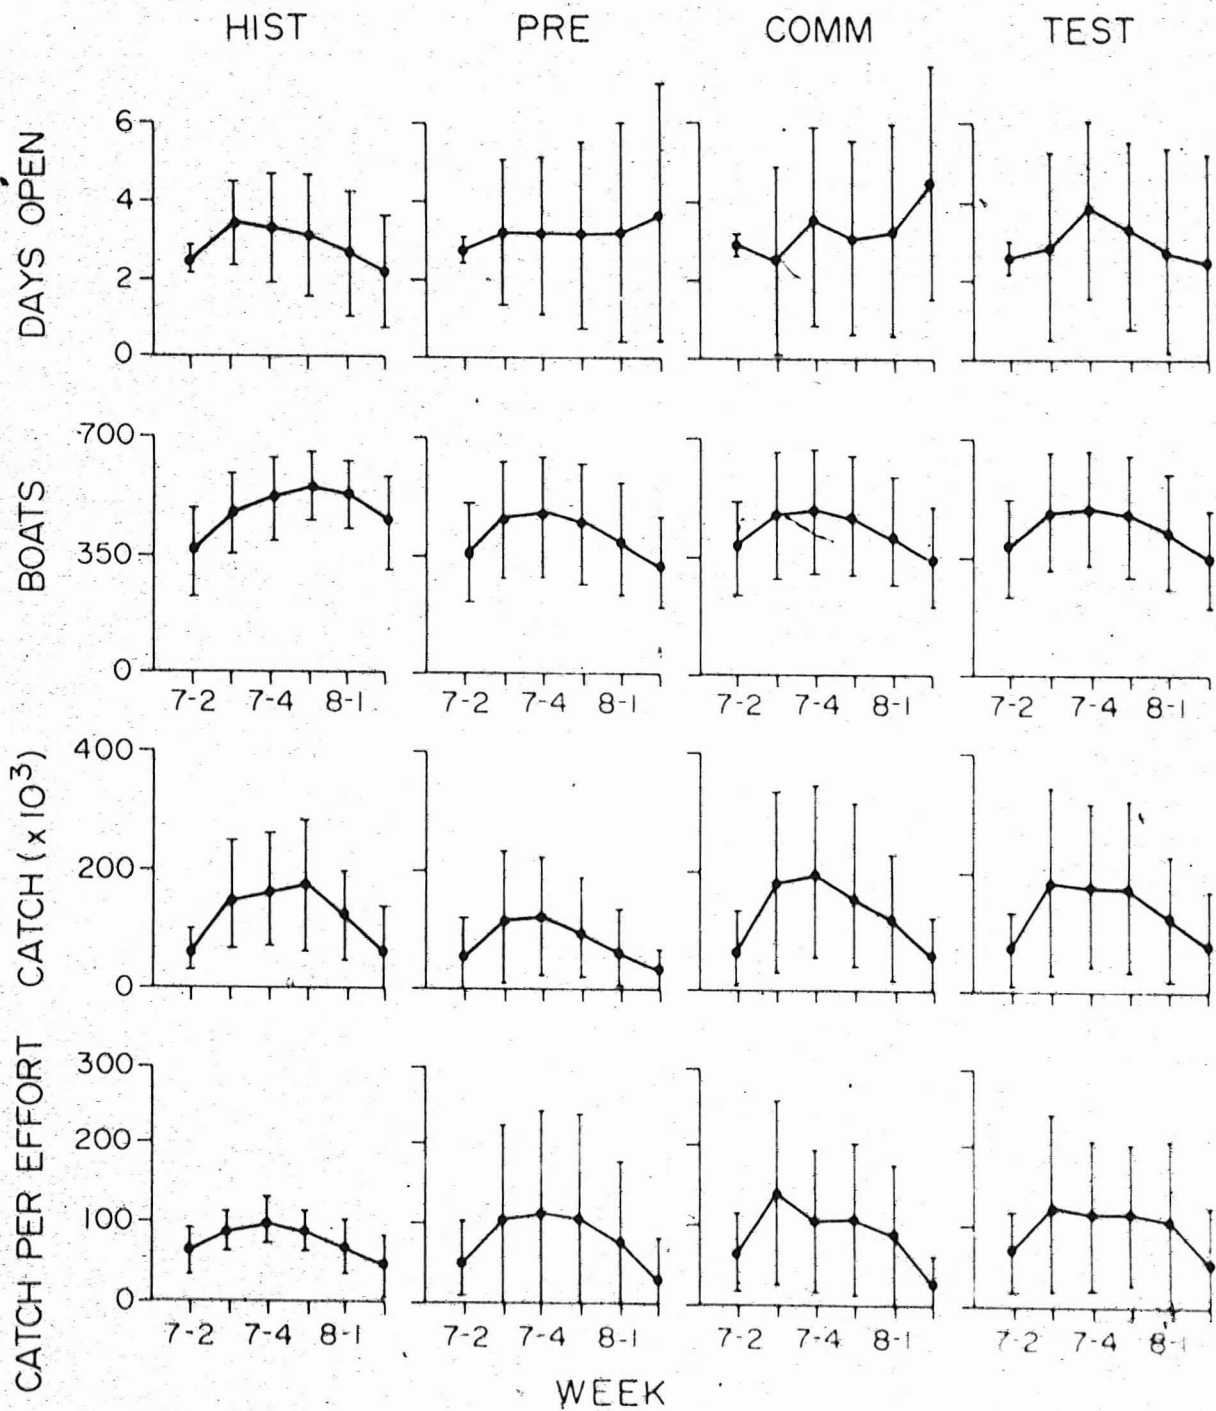 HIST PRE COMM TEST
DAYS OPEN
6
4
2
0
BOATS
700
350
0
7-2 7-4 8-1 7-2 7-4 8-1 7-2 7-4 8-1 7-2 7-4 8-1
CATCH (x 10³)
400
200
0
CATCH PER EFFORT
300
200
100
0
7-2 7-4 8-1 7-2 7-4 8-1 7-2 7-4 8-1 7-2 7-4 8-1
WEEK